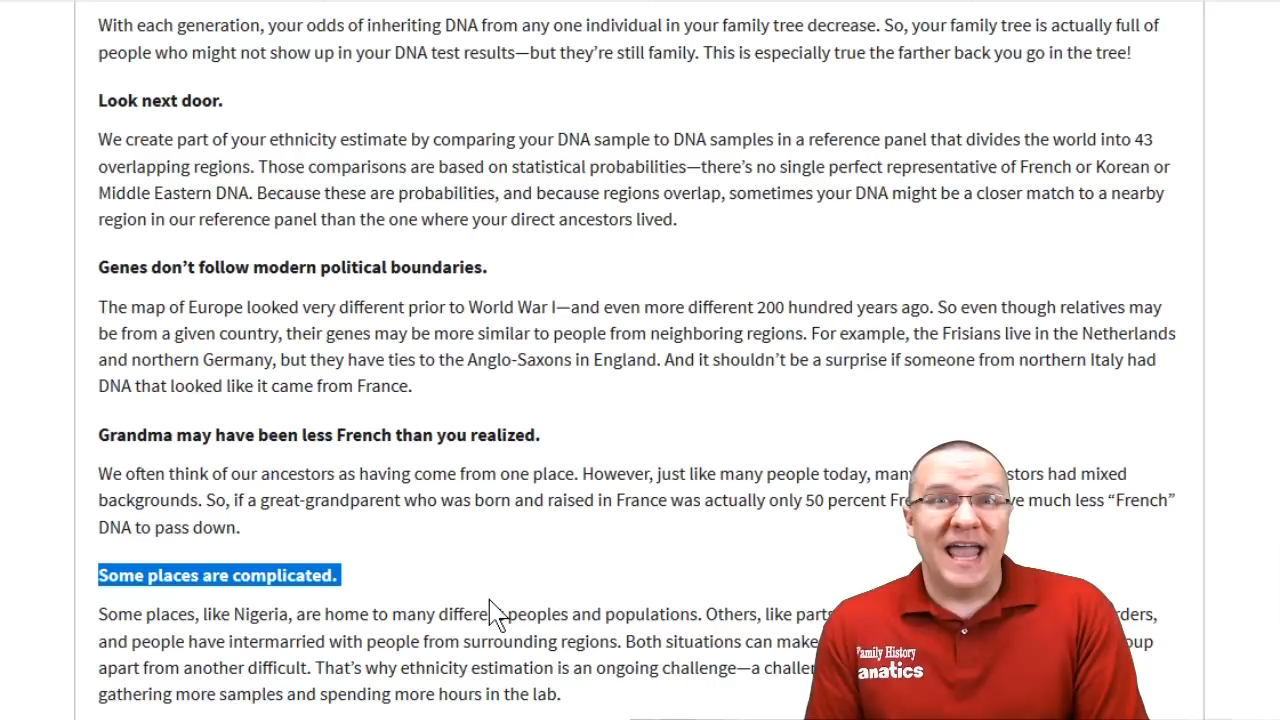 With each generation, your odds of inheriting DNA from any one individual in your family tree decrease. So, your family tree is actually full of
people who might not show up in your DNA test results—but they're still family. This is especially true the farther back you go in the tree!
Look next door.
We create part of your ethnicity estimate by comparing your DNA sample to DNA samples in a reference panel that divides the world into 43
overlapping regions. Those comparisons are based on statistical probabilities—there's no single perfect representative of French or Korean or
Middle Eastern DNA. Because these are probabilities, and because regions overlap, sometimes your DNA might be a closer match to a nearby
region in our reference panel than the one where your direct ancestors lived.
Genes don't follow modern political boundaries.
The map of Europe looked very different prior to World War I—and even more different 200 hundred years ago. So even though relatives may
be from a given country, their genes may be more similar to people from neighboring regions. For example, the Frisians live in the Netherlands
and northern Germany, but they have ties to the Anglo-Saxons in England. And it shouldn't be a surprise if someone from northern Italy had
DNA that looked like it came from France.
Grandma may have been less French than you realized.
We often think of our ancestors as having come from one place. However, just like many people today, many had mixed
backgrounds. So, if a great-grandparent who was born and raised in France was actually only 50 percent much less “French”
DNA to pass down.
Some places are complicated.
Some places, like Nigeria, are home to many different peoples and populations. Others, like
and people have intermarried with people from surrounding regions. Both situations can make
apart from another difficult. That's why ethnicity estimation is an ongoing challenge—a
gathering more samples and spending more hours in the lab.
Family History
anatics